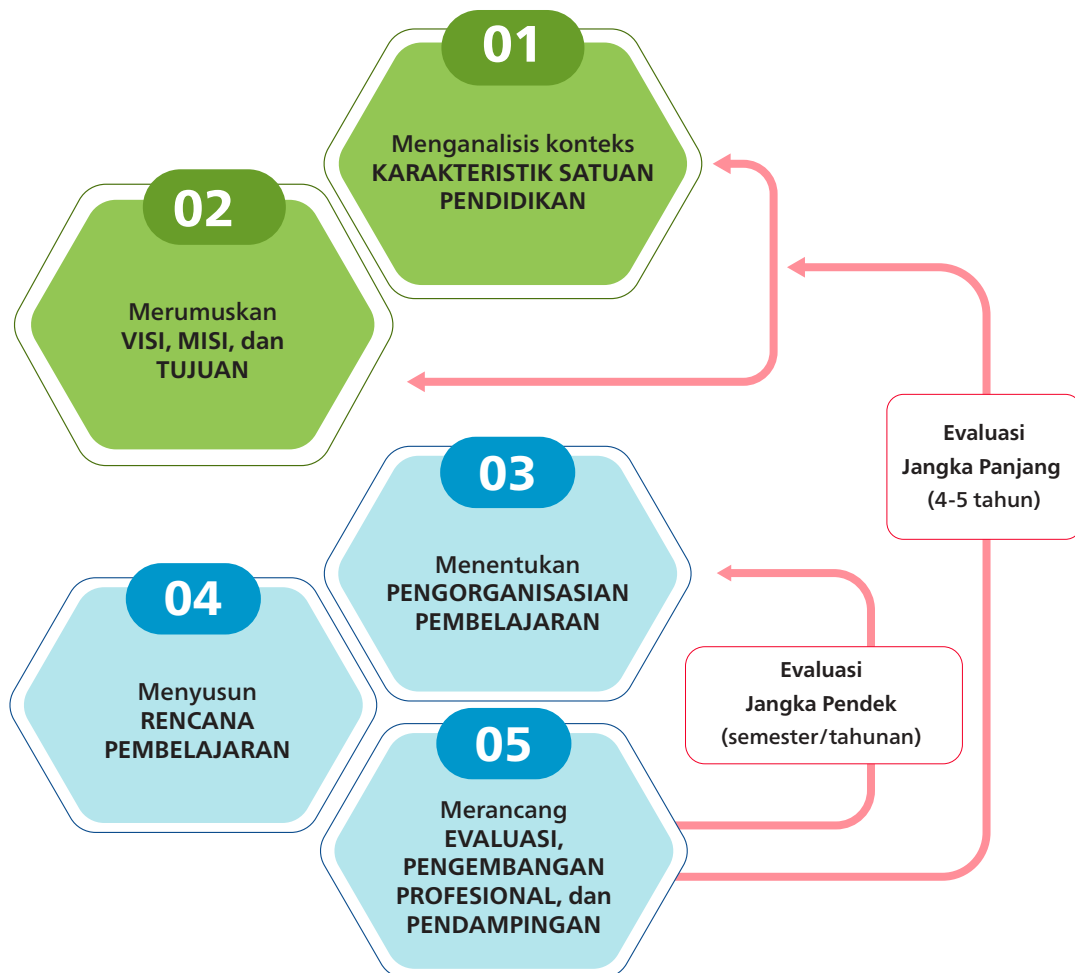 01
Menganalisis konteks
KARAKTERISTIK SATUAN
PENDIDIKAN
02
Merumuskan
VISI, MISI, dan
TUJUAN
Evaluasi
Jangka Panjang
(4-5 tahun)
03
Menentukan
PENGORGANISASIAN
PEMBELAJARAN
04
Menyusun
RENCANA
PEMBELAJARAN
Evaluasi
Jangka Pendek
(semester/tahunan)
05
Merancang
EVALUASI,
PENGEMBANGAN
PROFESIONAL, dan
PENDAMPINGAN